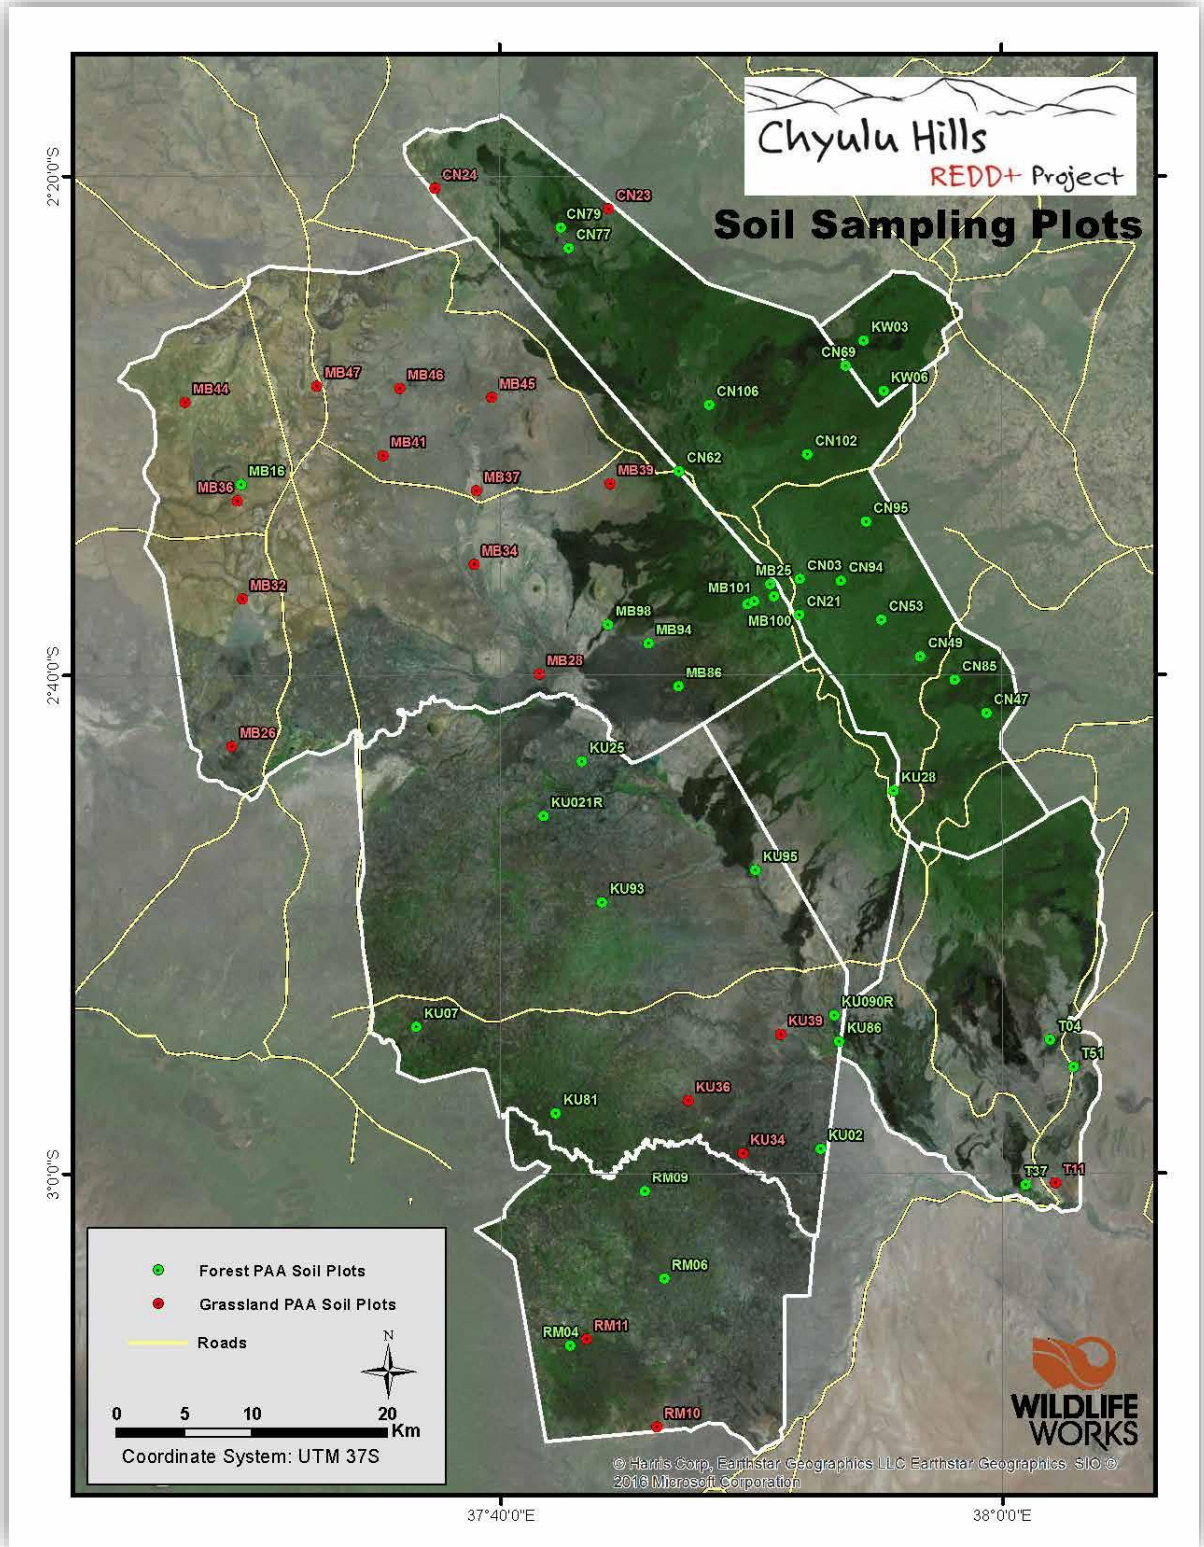 Chyulu Hills
REDD+ Project
Soil Sampling Plots
2°20'0"S
2°40'0"S
3°0'0"S
37°40'0"E
38°0'0"E
CN24
CN23
CN79
CN77
KW03
CN69
KW06
MB47
MB46
MB45
MB44
CN106
MB41
CN102
CN62
MB16
MB36
MB37
MB39
CN95
MB34
MB25
CN03
CN94
MB32
MB101
MB100
CN21
MB98
CN53
MB94
CN49
MB28
MB86
CN85
CN47
MB26
KU25
KU28
KU021R
KU95
KU93
KU07
KU090R
KU39
KU86
T04
T51
KU36
KU81
KU34
KU02
T37
T11
RM09
RM06
RM04
RM11
RM10
Forest PAA Soil Plots
Grassland PAA Soil Plots
Roads
N
0 5 10 20
Km
Coordinate System: UTM 37S
WILDLIFE
WORKS
© Harris Corp, Earthstar Geographics LLC Earthstar Geographics SIO ©
2016 Microsoft Corporation